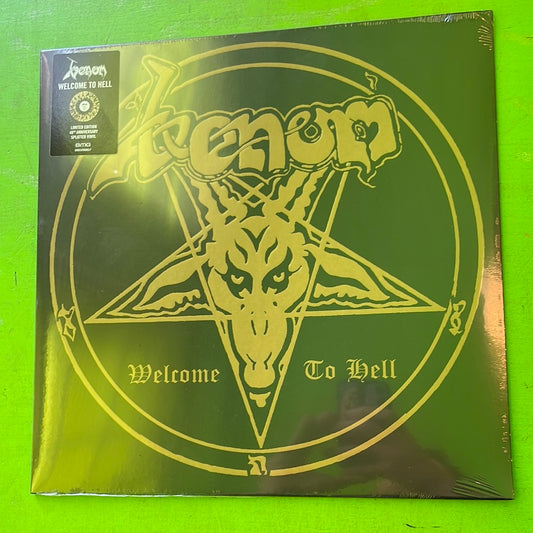 Venom
WELCOME TO HELL
LIMITED EDITION
40TH ANNIVERSARY
SPLATTER VINYL
BMG
Venom
Welcome To Hell